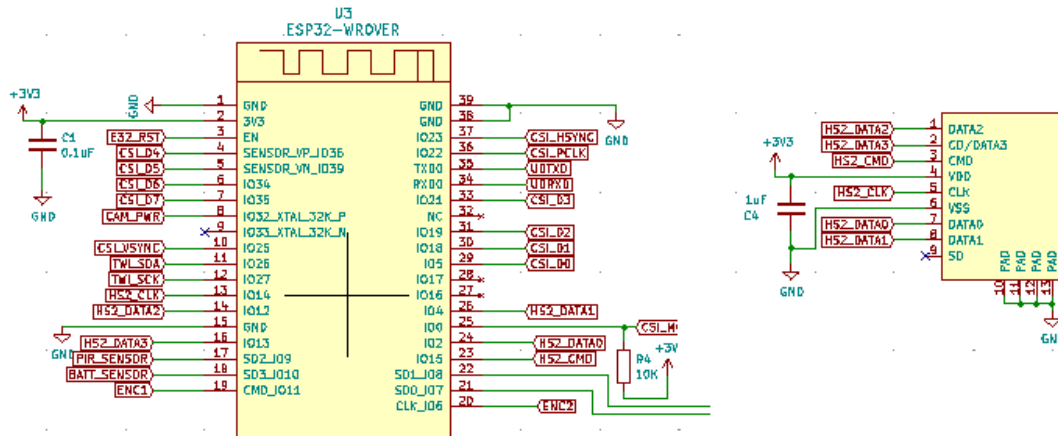 U3
ESP32-WROVER
+3V3
C1
0.1uF
GND
GND
1 GND
2 3V3
E32_RST 3 EN
CSI_D4 4 SENSOR_VP_IO36
CSI_D5 5 SENSOR_VN_IO39
CSI_D6 6 IO34
CSI_D7 7 IO35
CAM_PWR 8 IO32_XTAL_32K_P
9 IO33_XTAL_32K_N
CSI_VSYNC 10 IO25
TWI_SDA 11 IO26
TWI_SCK 12 IO27
HS2_CLK 13 IO14
HS2_DATA2 14 IO12
GND 15 GND
HS2_DATA3 16 IO13
PIR_SENSOR 17 SD2_IO9
BATT_SENSOR 18 SD3_IO10
ENC1 19 CMD_IO11
GND 39
GND 38
GND
IO23 37 CSI_HSYNC
IO22 36 CSI_PCLK
TXD0 35 U0TXD
RXD0 34 U0RXD
IO21 33 CSI_D3
NC 32
IO19 31 CSI_D2
IO18 30 CSI_D1
IO5 29 CSI_D0
IO17 28
IO16 27
IO4 26 HS2_DATA1
IO0 25
IO2 24 HS2_DATA0
IO15 23 HS2_CMD
SD1_IO8 22
SD0_IO7 21
CLK_IO6 20 ENC2
+3V
R4
10K
+3V3
1uF
C4
GND
HS2_DATA2 1 DATA2
HS2_DATA3 2 CD/DATA3
HS2_CMD 3 CMD
4 VDD
HS2_CLK 5 CLK
6 VSS
HS2_DATA0 7 DATA0
HS2_DATA1 8 DATA1
9 SD
PAD PAD PAD PAD
10 11 12 13